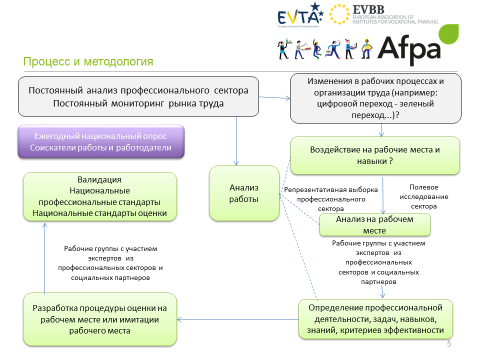 EVTA
EVBB
EUROPEAN ASSOCIATION OF
INSTITUTES FOR VOCATIONAL TRAINING
Afpa
Процесс и методология
Постоянный анализ профессионального сектора
Постоянный мониторинг рынка труда
Изменения в рабочих процессах и
организации труда (например:
цифровой переход - зеленый
переход...)?
Ежегодный национальный опрос
Соискатели работы и работодатели
Воздействие на рабочие места и
навыки ?
Валидация
Национальные
профессиональные стандарты
Национальные стандарты оценки
Анализ
работы
Репрезентативная выборка
профессионального
сектора
Полевое
исследование
сектора
Анализ на рабочем
месте
Рабочие группы с участием
экспертов из
профессиональных секторов и
социальных партнеров
Рабочие группы с участием
экспертов из
профессиональных
секторов и социальных
партнеров
Разработка процедуры оценки на
рабочем месте или имитации
рабочего места
Определение профессиональной
деятельности, задач, навыков,
знаний, критериев эффективности
5